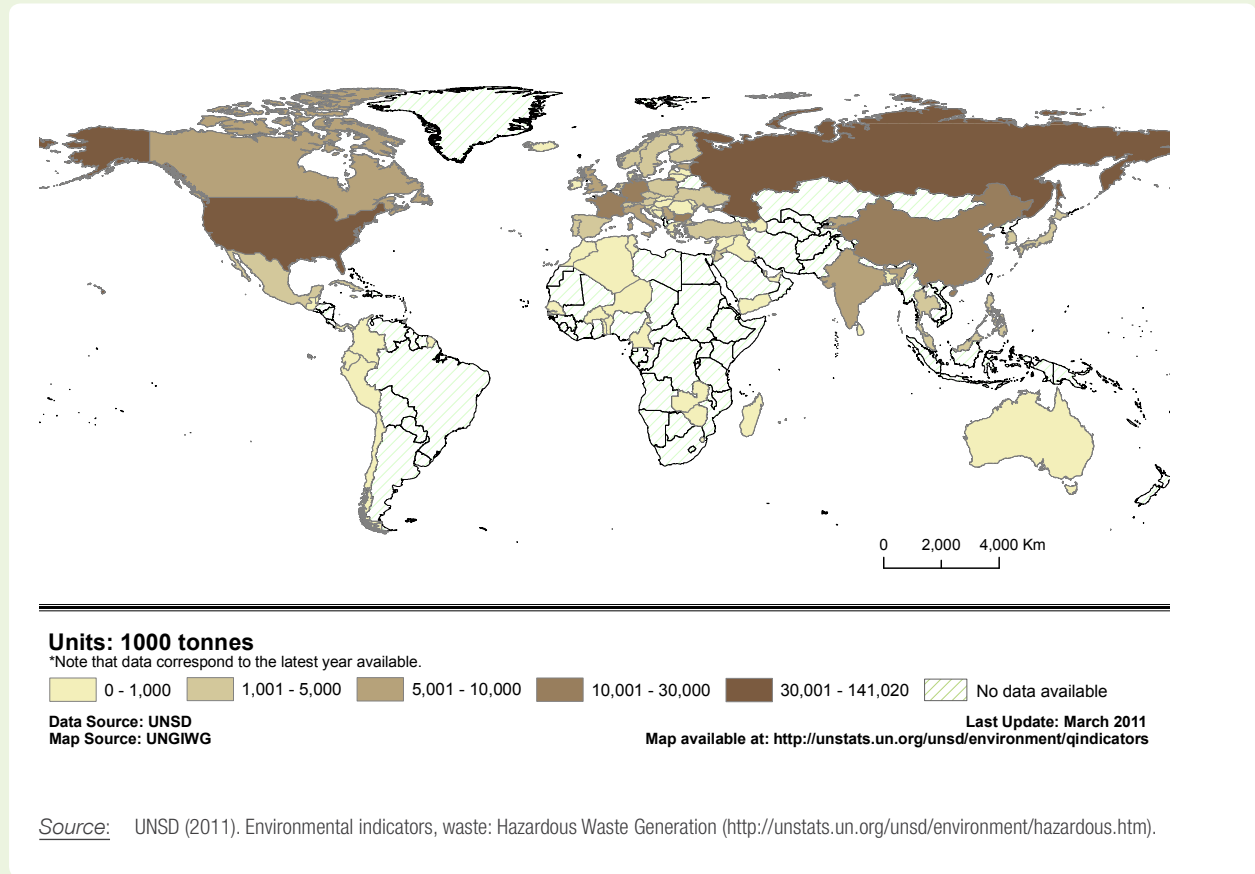 0 2,000 4,000 Km
Units: 1000 tonnes
*Note that data correspond to the latest year available.
0 - 1,000 1,001 - 5,000 5,001 - 10,000 10,001 - 30,000 30,001 - 141,020 No data available
Data Source: UNSD Last Update: March 2011
Map Source: UNGIWG Map available at: http://unstats.un.org/unsd/environment/qindicators
Source: UNSD (2011). Environmental indicators, waste: Hazardous Waste Generation (http://unstats.un.org/unsd/environment/hazardous.htm).